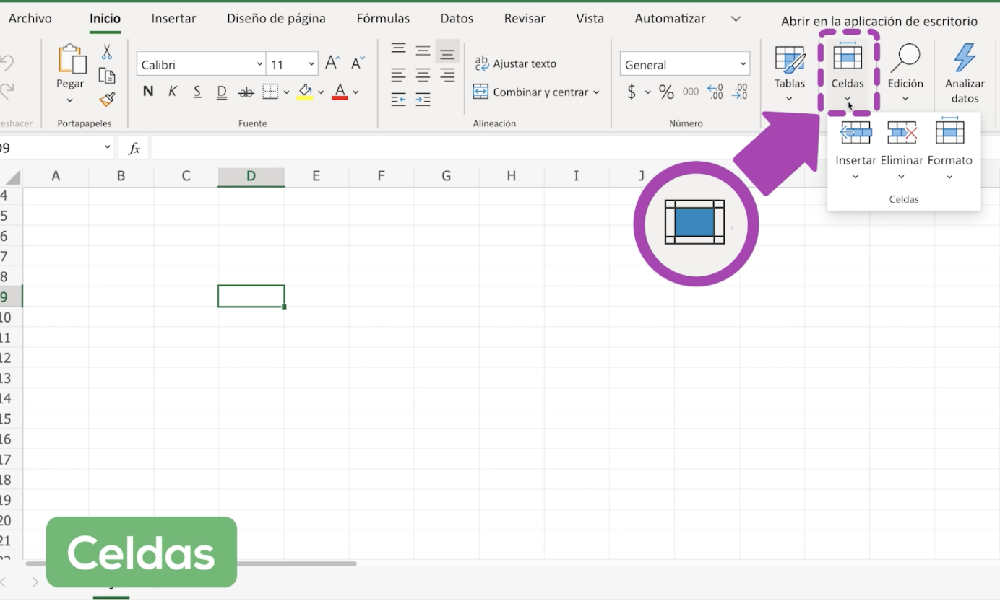 Archivo Inicio Insertar Diseño de página Fórmulas Datos Revisar Vista Automatizar Abrir en la aplicación de escritorio
Calibri 11 A A
ab Ajustar texto
General
Pegar
Tablas Celdas Edición Analizar datos
N K S D ab A
Combinar y centrar
$ % 000 .00 .00
eshacer Portapapeles Fuente Alineación Número
D9 fx
Insertar Eliminar Formato
Celdas
A B C D E F G H I J
4
5
6
7
8
9
10
11
12
13
14
15
16
17
18
19
20
21
Celdas